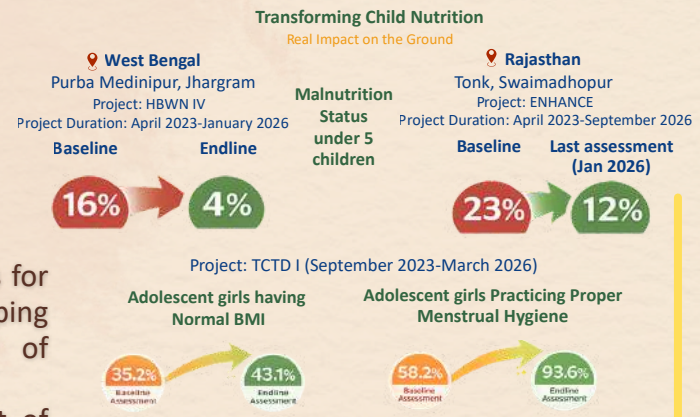 Transforming Child Nutrition
Real Impact on the Ground
West Bengal
Purba Medinipur, Jhargram
Project: HBWN IV
Project Duration: April 2023-January 2026
Baseline Endline
16% 4%
Malnutrition
Status
under 5
children
Rajasthan
Tonk, Swaimadhopur
Project: ENHANCE
Project Duration: April 2023-September 2026
Baseline Last assessment
(Jan 2026)
23% 12%
Project: TCTD I (September 2023-March 2026)
Adolescent girls having
Normal BMI
35.2%
Baseline
Assessment
43.1%
Endline
Assessment
Adolescent girls Practicing Proper
Menstrual Hygiene
58.2%
Baseline
Assessment
93.6%
Endline
Assessment
for
of